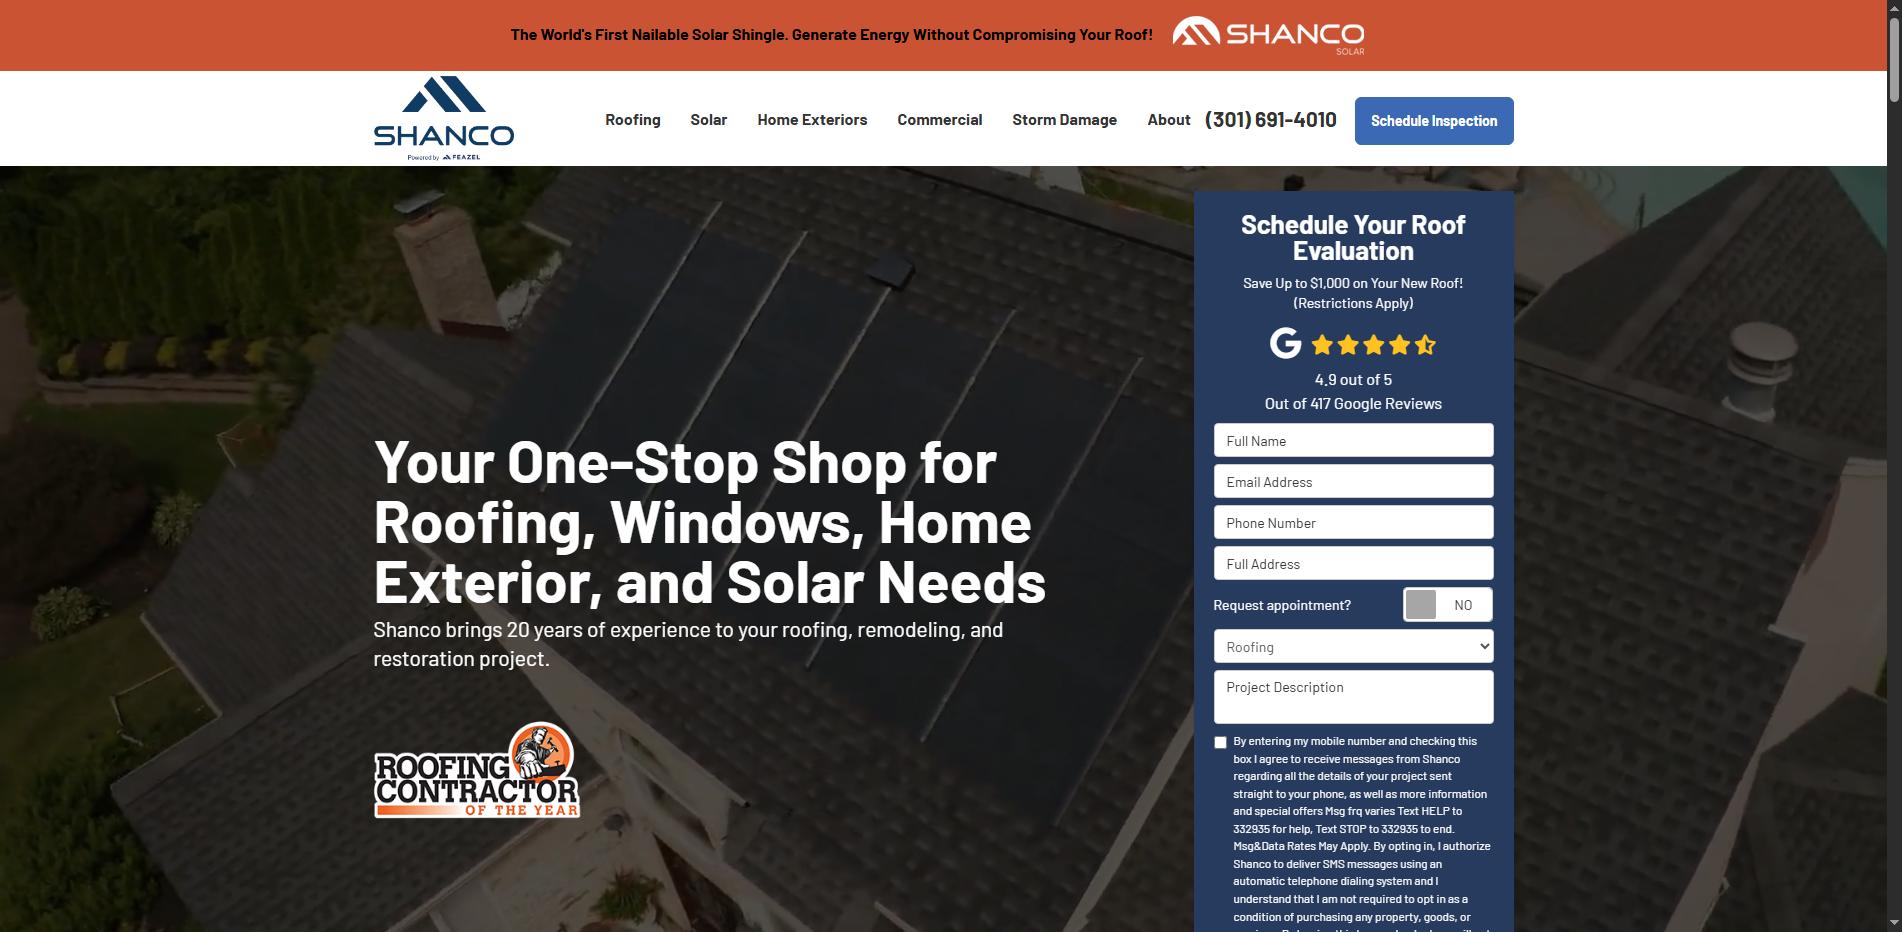 The World's First Nailable Solar Shingle. Generate Energy Without Compromising Your Roof!
SHANCO
SOLAR
SHANCO
Powered by FEAZEL
Roofing
Solar
Home Exteriors
Commercial
Storm Damage
About
(301) 691-4010
Schedule Inspection
Your One-Stop Shop for
Roofing, Windows, Home
Exterior, and Solar Needs
Shanco brings 20 years of experience to your roofing, remodeling, and
restoration project.
ROOFING
CONTRACTOR
OF THE YEAR
Schedule Your Roof
Evaluation
Save Up to $1,000 on Your New Roof!
(Restrictions Apply)
G
4.9 out of 5
Out of 417 Google Reviews
Full Name
Email Address
Phone Number
Full Address
Request appointment?
NO
Roofing
Project Description
By entering my mobile number and checking this
box I agree to receive messages from Shanco
regarding all the details of your project sent
straight to your phone, as well as more information
and special offers Msg frq varies Text HELP to
332935 for help, Text STOP to 332935 to end.
Msg&Data Rates May Apply. By opting in, I authorize
Shanco to deliver SMS messages using an
automatic telephone dialing system and I
understand that I am not required to opt in as a
condition of purchasing any property, goods, or